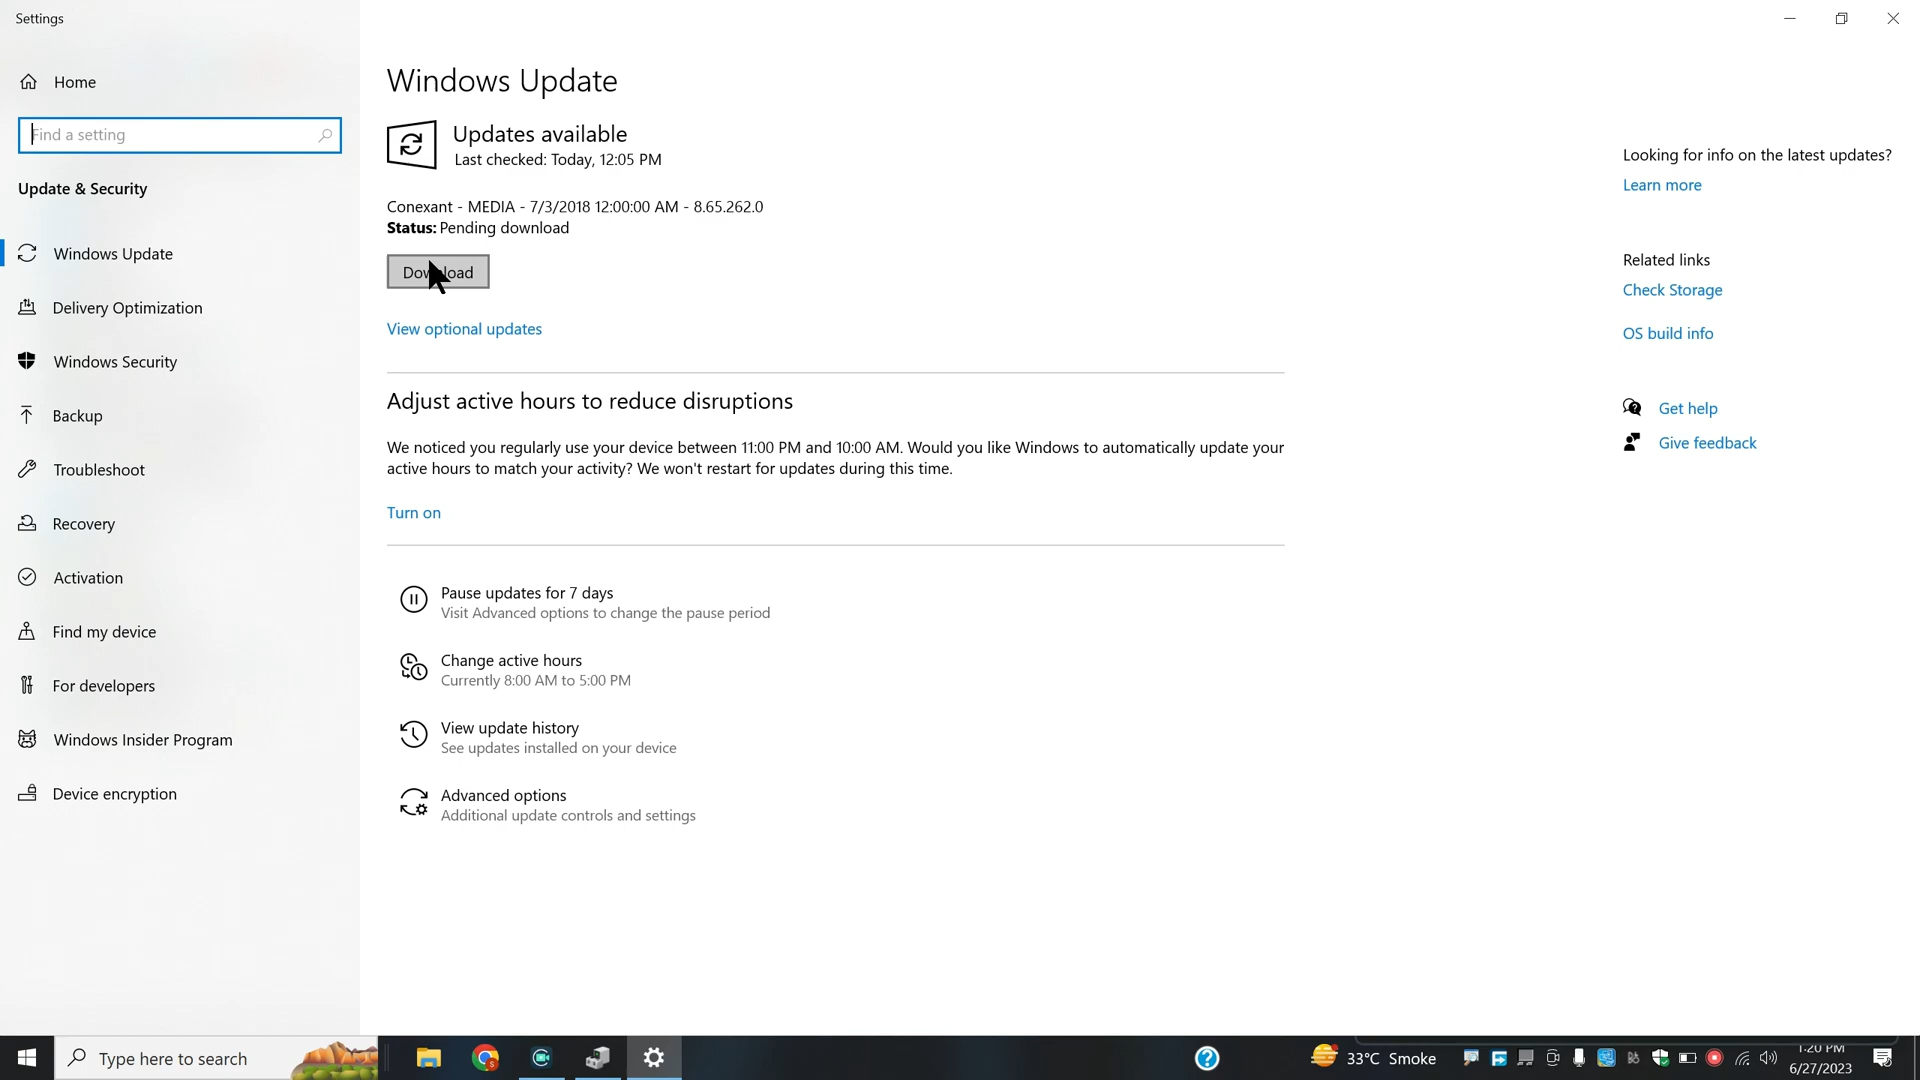 Settings
Home
Find a setting
Update & Security
Windows Update
Delivery Optimization
Windows Security
Backup
Troubleshoot
Recovery
Activation
Find my device
For developers
Windows Insider Program
Device encryption
Windows Update
Updates available
Last checked: Today, 12:05 PM
Conexant - MEDIA - 7/3/2018 12:00:00 AM - 8.65.262.0
Status: Pending download
Download
View optional updates
Adjust active hours to reduce disruptions
We noticed you regularly use your device between 11:00 PM and 10:00 AM. Would you like Windows to automatically update your
active hours to match your activity? We won't restart for updates during this time.
Turn on
Pause updates for 7 days
Visit Advanced options to change the pause period
Change active hours
Currently 8:00 AM to 5:00 PM
View update history
See updates installed on your device
Advanced options
Additional update controls and settings
Looking for info on the latest updates?
Learn more
Related links
Check Storage
OS build info
Get help
Give feedback
Type here to search
33°C Smoke
1:20 PM
6/27/2023